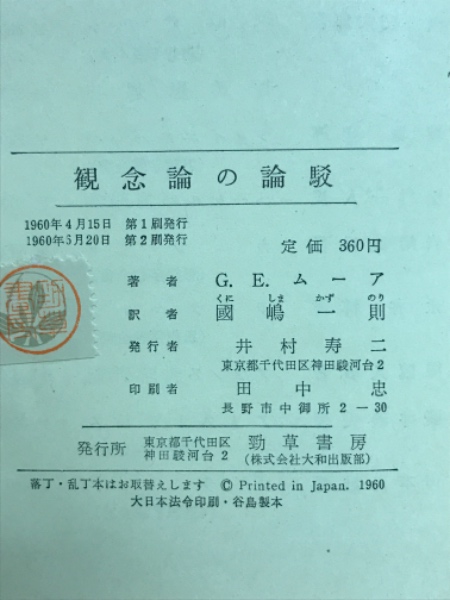 観念論の論駁
1960年4月15日 第1刷発行
1960年5月20日 第2刷発行
定価 360円
著者 G. E. ムーア
くに しま かず のり
訳者 國嶋一則
発行者 井村寿二
東京都千代田区神田駿河台2
印刷者 田中忠
長野市中御所2-30
発行所 東京都千代田区神田駿河台2 勁草書房
(株式会社大和出版部)
落丁・乱丁本はお取替えします © Printed in Japan. 1960
大日本法令印刷・谷島製本